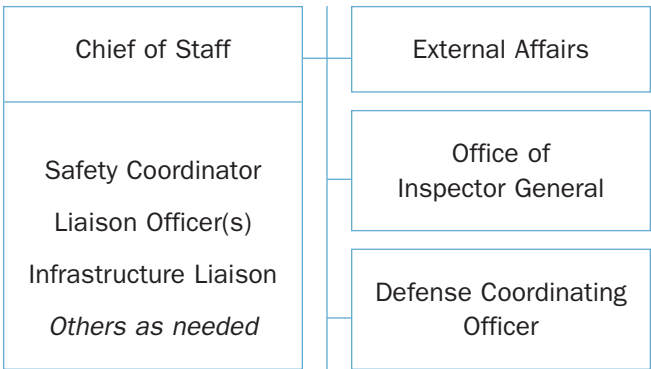 Chief of Staff
Safety Coordinator
Liaison Officer(s)
Infrastructure Liaison
Others as needed
External Affairs
Office of
Inspector General
Defense Coordinating
Officer